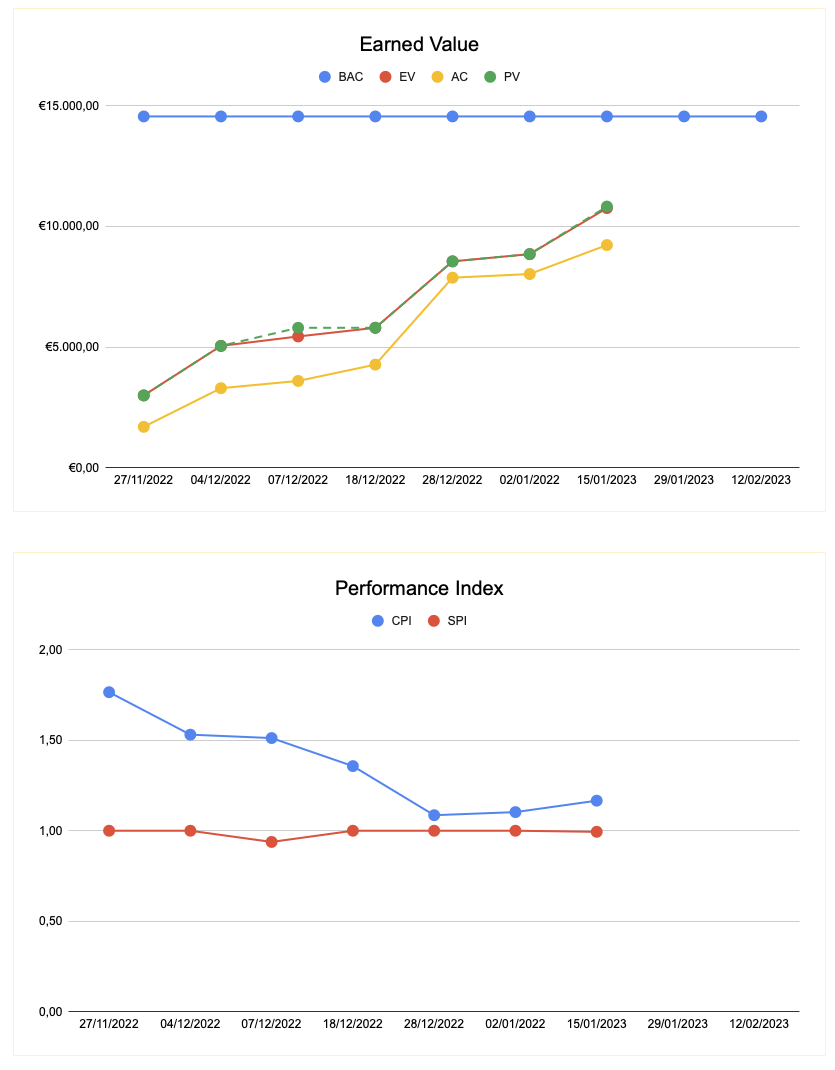 Earned Value
BAC EV AC PV
€15.000,00
€10.000,00
€5.000,00
€0,00
27/11/2022 04/12/2022 07/12/2022 18/12/2022 28/12/2022 02/01/2022 15/01/2023 29/01/2023 12/02/2023
Performance Index
CPI SPI
2,00
1,50
1,00
0,50
0,00
27/11/2022 04/12/2022 07/12/2022 18/12/2022 28/12/2022 02/01/2022 15/01/2023 29/01/2023 12/02/2023